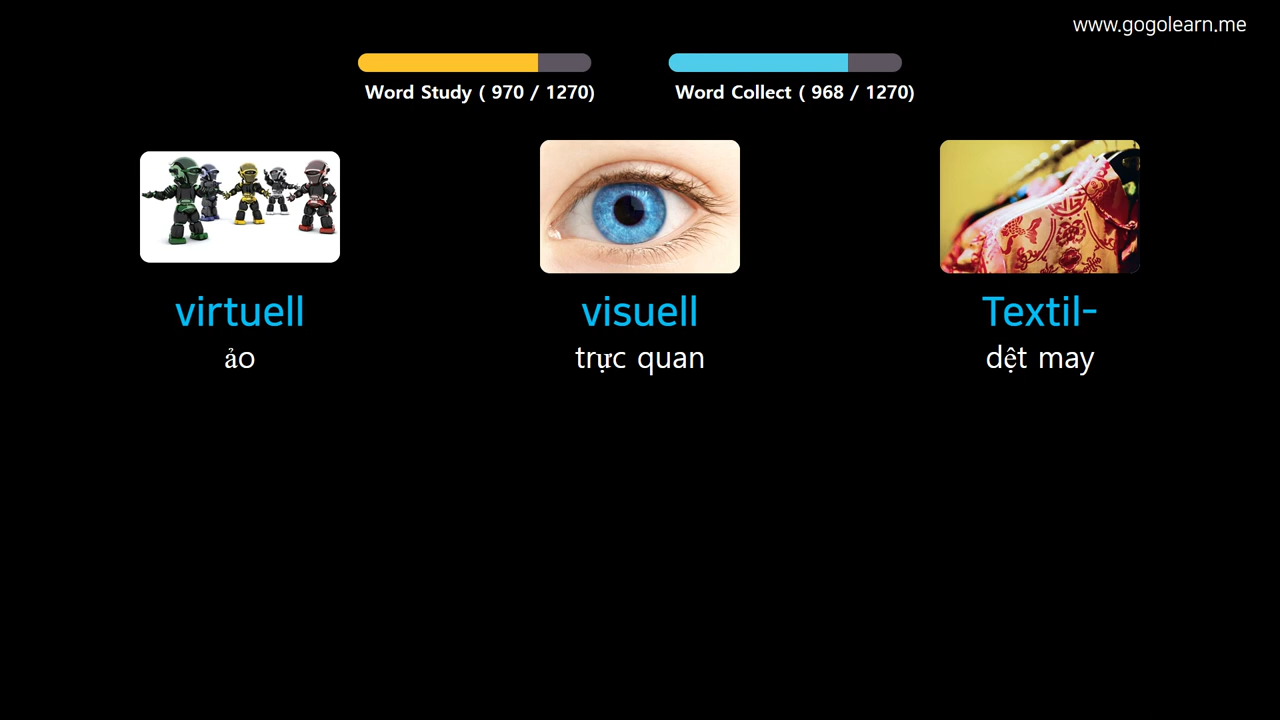 www.gogolearn.me
Word Study ( 970 / 1270)
Word Collect ( 968 / 1270)
virtuell
visuell
Textil-
ảo
trực quan
dệt may